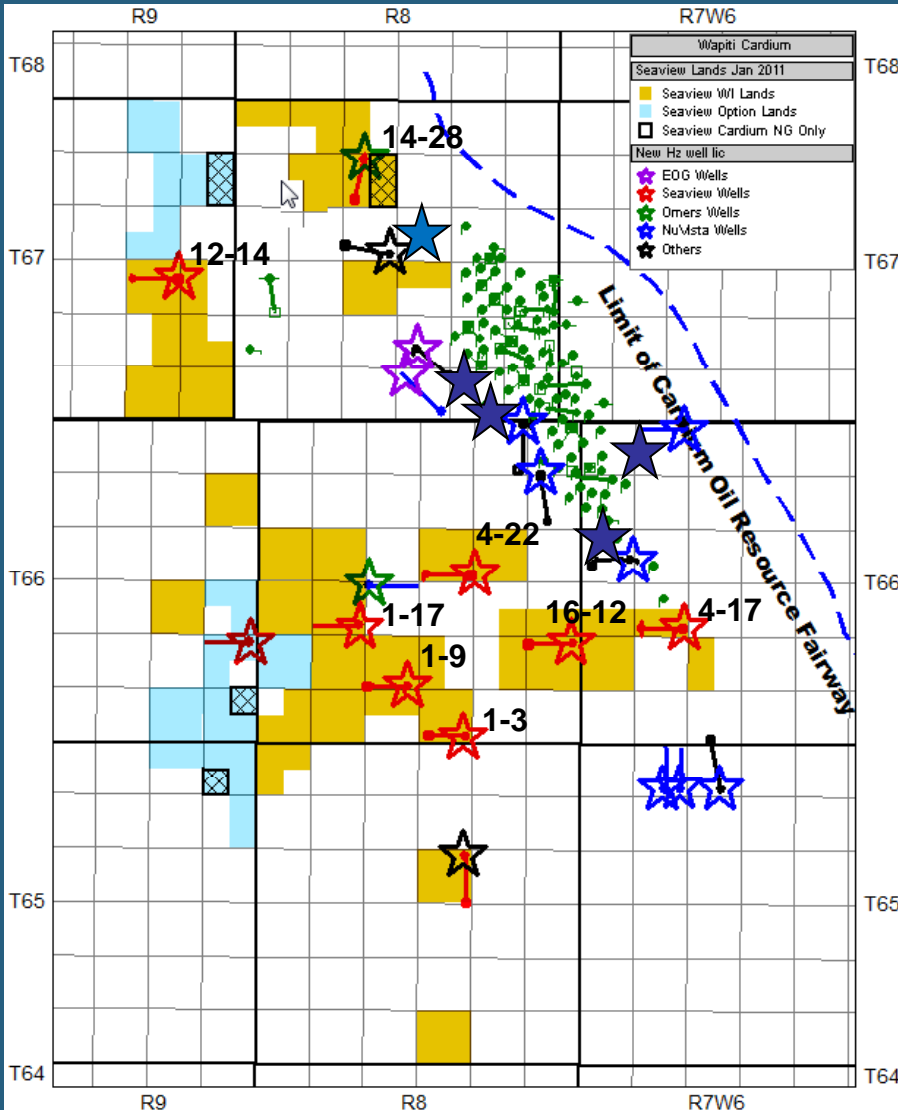 R9 R8 R7W6
T68 T68
Wapiti Cardium
Seaview Lands Jan 2011
Seaview WI Lands
Seaview Option Lands
Seaview Cardium NG Only
New Hz well lic
EOG Wells
Seaview Wells
Omers Wells
NuVista Wells
Others
14-28
T67 12-14 T67
Limit of Cardium Oil Resource Fairway
4-22
T66 T66
1-17 16-12 4-17
1-9
1-3
T65 T65
T64 T64
R9 R8 R7W6